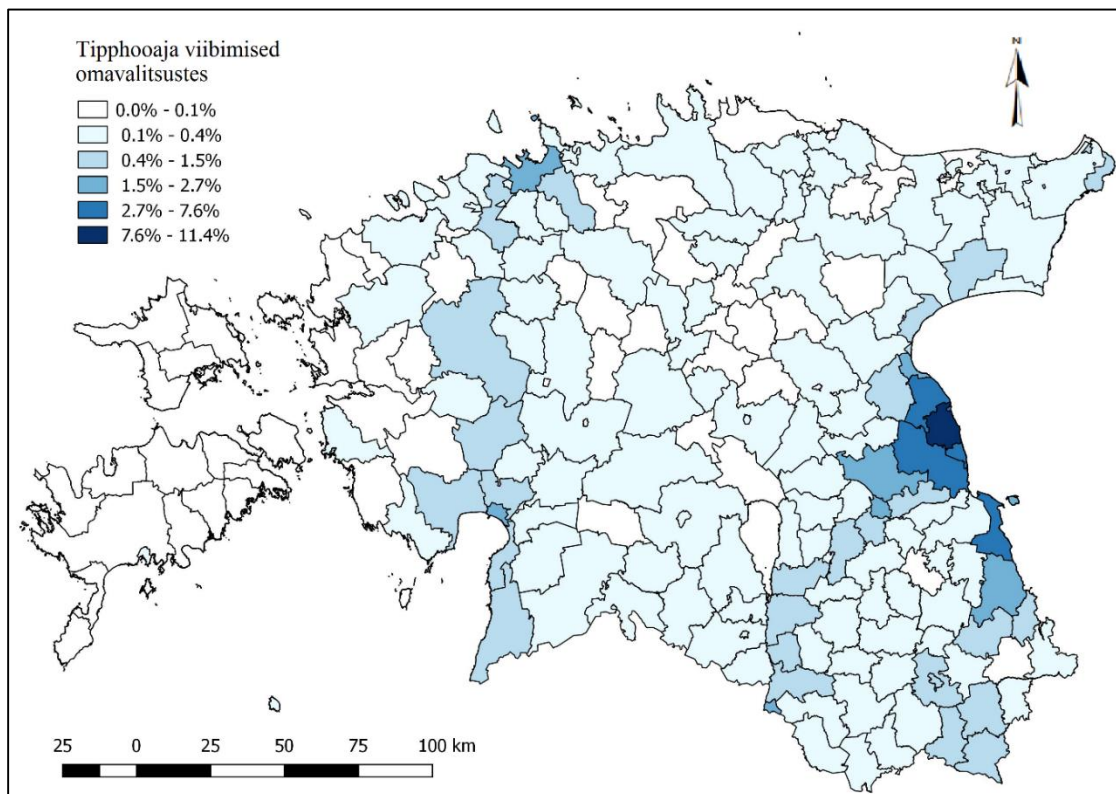 Tipphooaja viibimised
omavalitsustes
0.0% - 0.1%
0.1% - 0.4%
0.4% - 1.5%
1.5% - 2.7%
2.7% - 7.6%
7.6% - 11.4%
N
25 0 25 50 75 100 km